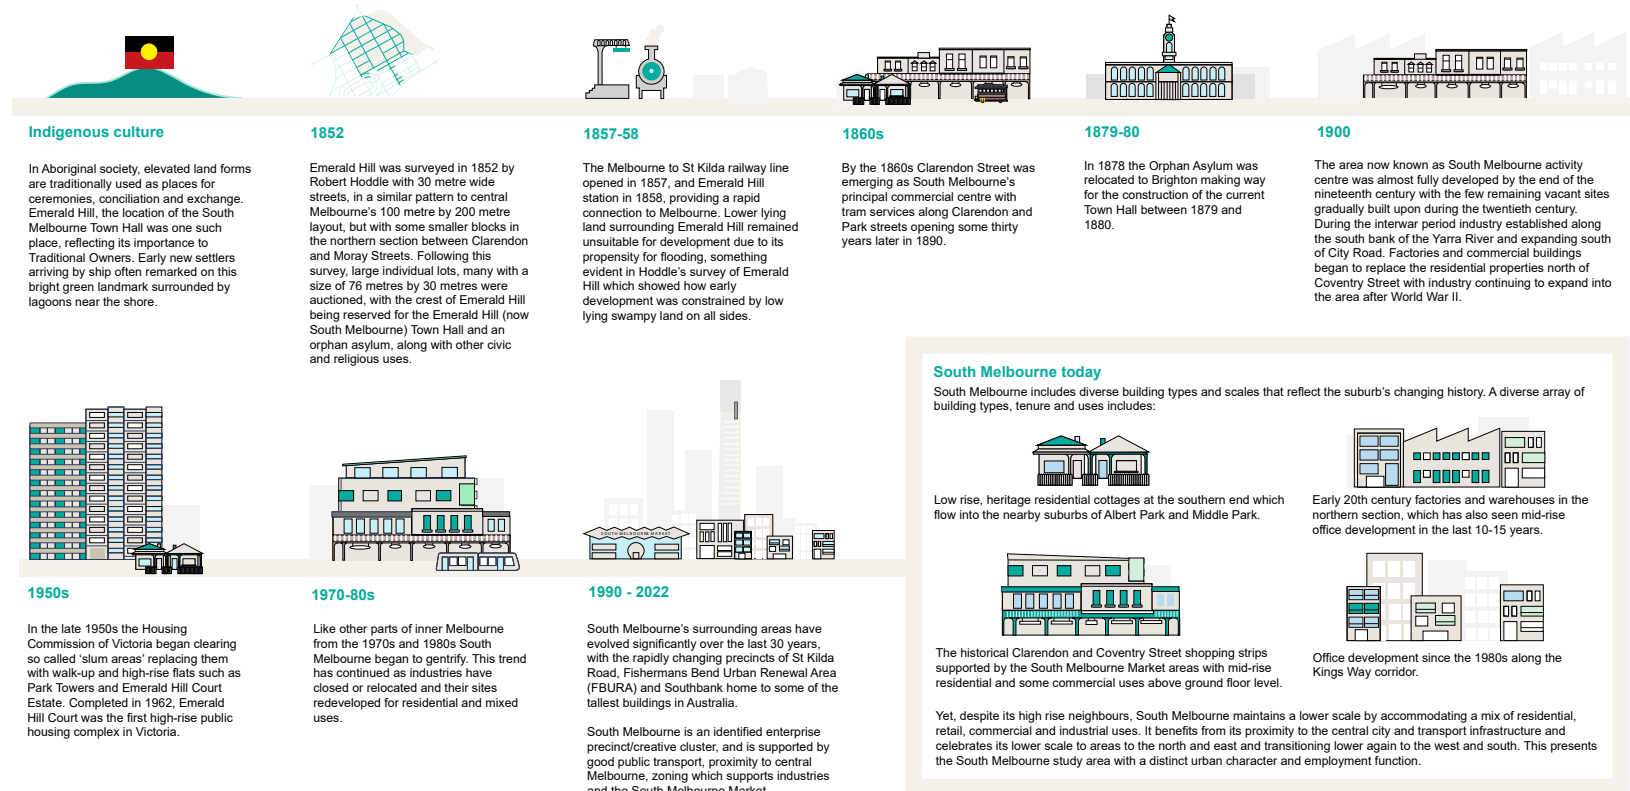 Indigenous culture
In Aboriginal society, elevated land forms
are traditionally used as places for
ceremonies, conciliation and exchange.
Emerald Hill, the location of the South
Melbourne Town Hall was one such
place, reflecting its importance to
Traditional Owners. Early new settlers
arriving by ship often remarked on this
bright green landmark surrounded by
lagoons near the shore.
1852
Emerald Hill was surveyed in 1852 by
Robert Hoddle with 30 metre wide
streets, in a similar pattern to central
Melbourne's 100 metre by 200 metre
layout, but with some smaller blocks in
the northern section between Clarendon
and Moray Streets. Following this
survey, large individual lots, many with a
size of 76 metres by 30 metres were
auctioned, with the crest of Emerald Hill
being reserved for the Emerald Hill (now
South Melbourne) Town Hall and an
orphan asylum, along with other civic
and religious uses.
1857-58
The Melbourne to St Kilda railway line
opened in 1857, and Emerald Hill
station in 1858, providing a rapid
connection to Melbourne. Lower lying
land surrounding Emerald Hill remained
unsuitable for development due to its
propensity for flooding, something
evident in Hoddle's survey of Emerald
Hill which showed how early
development was constrained by low
lying swampy land on all sides.
1860s
By the 1860s Clarendon Street was
emerging as South Melbourne's
principal commercial centre with
tram services along Clarendon and
Park streets opening some thirty
years later in 1890.
1879-80
In 1878 the Orphan Asylum was
relocated to Brighton making way
for the construction of the current
Town Hall between 1879 and
1880.
1900
The area now known as South Melbourne activity
centre was almost fully developed by the end of the
nineteenth century with the few remaining vacant sites
gradually built upon during the twentieth century.
During the interwar period industry established along
the south bank of the Yarra River and expanding south
of City Road. Factories and commercial buildings
began to replace the residential properties north of
Coventry Street with industry continuing to expand into
the area after World War II.
1950s
In the late 1950s the Housing
Commission of Victoria began clearing
so called 'slum areas' replacing them
with walk-up and high-rise flats such as
Park Towers and Emerald Hill Court
Estate. Completed in 1962, Emerald
Hill Court was the first high-rise public
housing complex in Victoria.
1970-80s
Like other parts of inner Melbourne
from the 1970s and 1980s South
Melbourne began to gentrify. This trend
has continued as industries have
closed or relocated and their sites
redeveloped for residential and mixed
uses.
SOUTH MELBOURNE MARKET
1990 - 2022
South Melbourne's surrounding areas have
evolved significantly over the last 30 years,
with the rapidly changing precincts of St Kilda
Road, Fishermans Bend Urban Renewal Area
(FBURA) and Southbank home to some of the
tallest buildings in Australia.
South Melbourne is an identified enterprise
precinct/creative cluster, and is supported by
good public transport, proximity to central
Melbourne, zoning which supports industries
and the South Melbourne Market.
South Melbourne today
South Melbourne includes diverse building types and scales that reflect the suburb's changing history. A diverse array of
building types, tenure and uses includes:
Low rise, heritage residential cottages at the southern end which
flow into the nearby suburbs of Albert Park and Middle Park.
Early 20th century factories and warehouses in the
northern section, which has also seen mid-rise
office development in the last 10-15 years.
The historical Clarendon and Coventry Street shopping strips
supported by the South Melbourne Market areas with mid-rise
residential and some commercial uses above ground floor level.
Office development since the 1980s along the
Kings Way corridor.
Yet, despite its high rise neighbours, South Melbourne maintains a lower scale by accommodating a mix of residential,
retail, commercial and industrial uses. It benefits from its proximity to the central city and transport infrastructure and
celebrates its lower scale to areas to the north and east and transitioning lower again to the west and south. This presents
the South Melbourne study area with a distinct urban character and employment function.